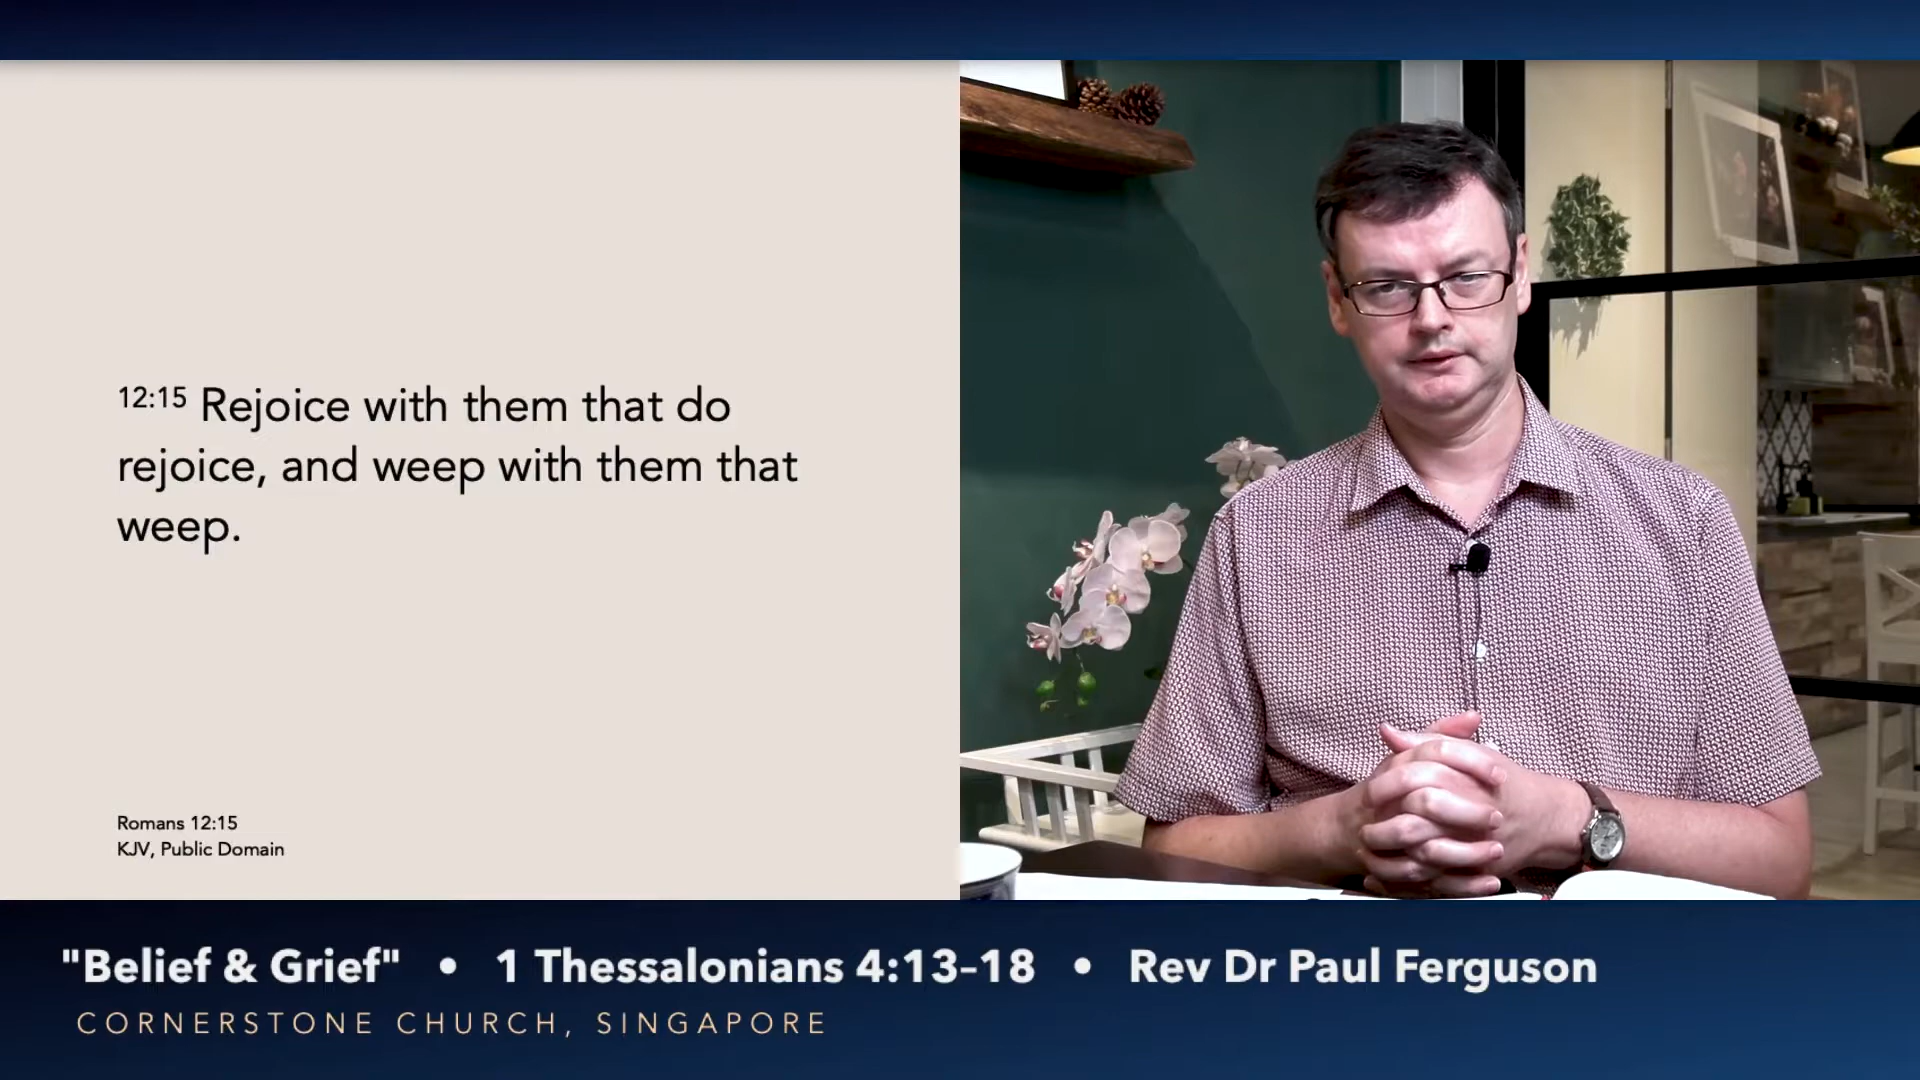 12:15 Rejoice with them that do
rejoice, and weep with them that
weep.
Romans 12:15
KJV, Public Domain
"Belief & Grief" • 1 Thessalonians 4:13–18 • Rev Dr Paul Ferguson
CORNERSTONE CHURCH, SINGAPORE